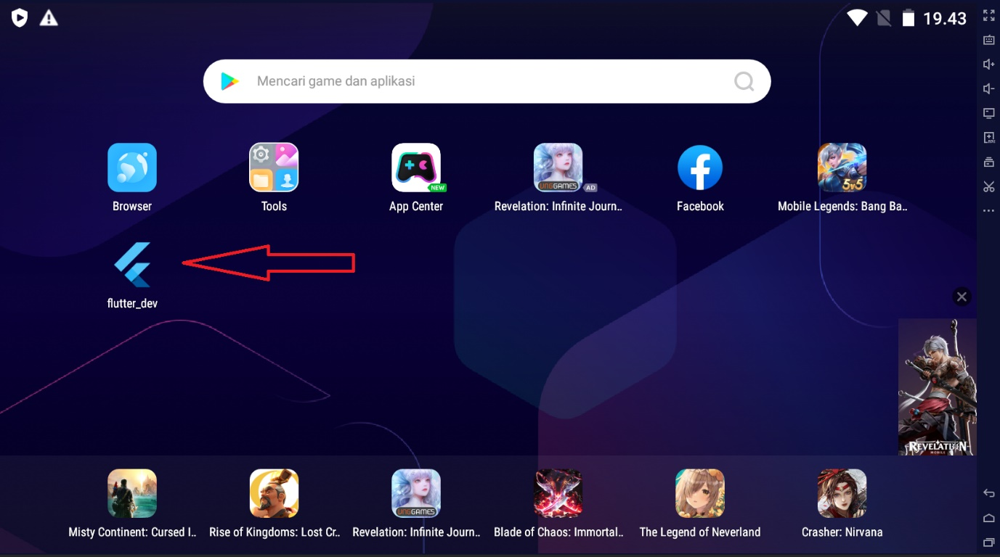 19.43
Mencari game dan aplikasi
5v5
NEW
VNGGAMES
AD
Browser
Tools
App Center
Revelation: Infinite Journ..
Facebook
Mobile Legends: Bang Ba..
flutter_dev
REVELATION
MOBILE
VNGGAMES
Misty Continent: Cursed I..
Rise of Kingdoms: Lost Cr..
Revelation: Infinite Journ..
Blade of Chaos: Immortal..
The Legend of Neverland
Crasher: Nirvana